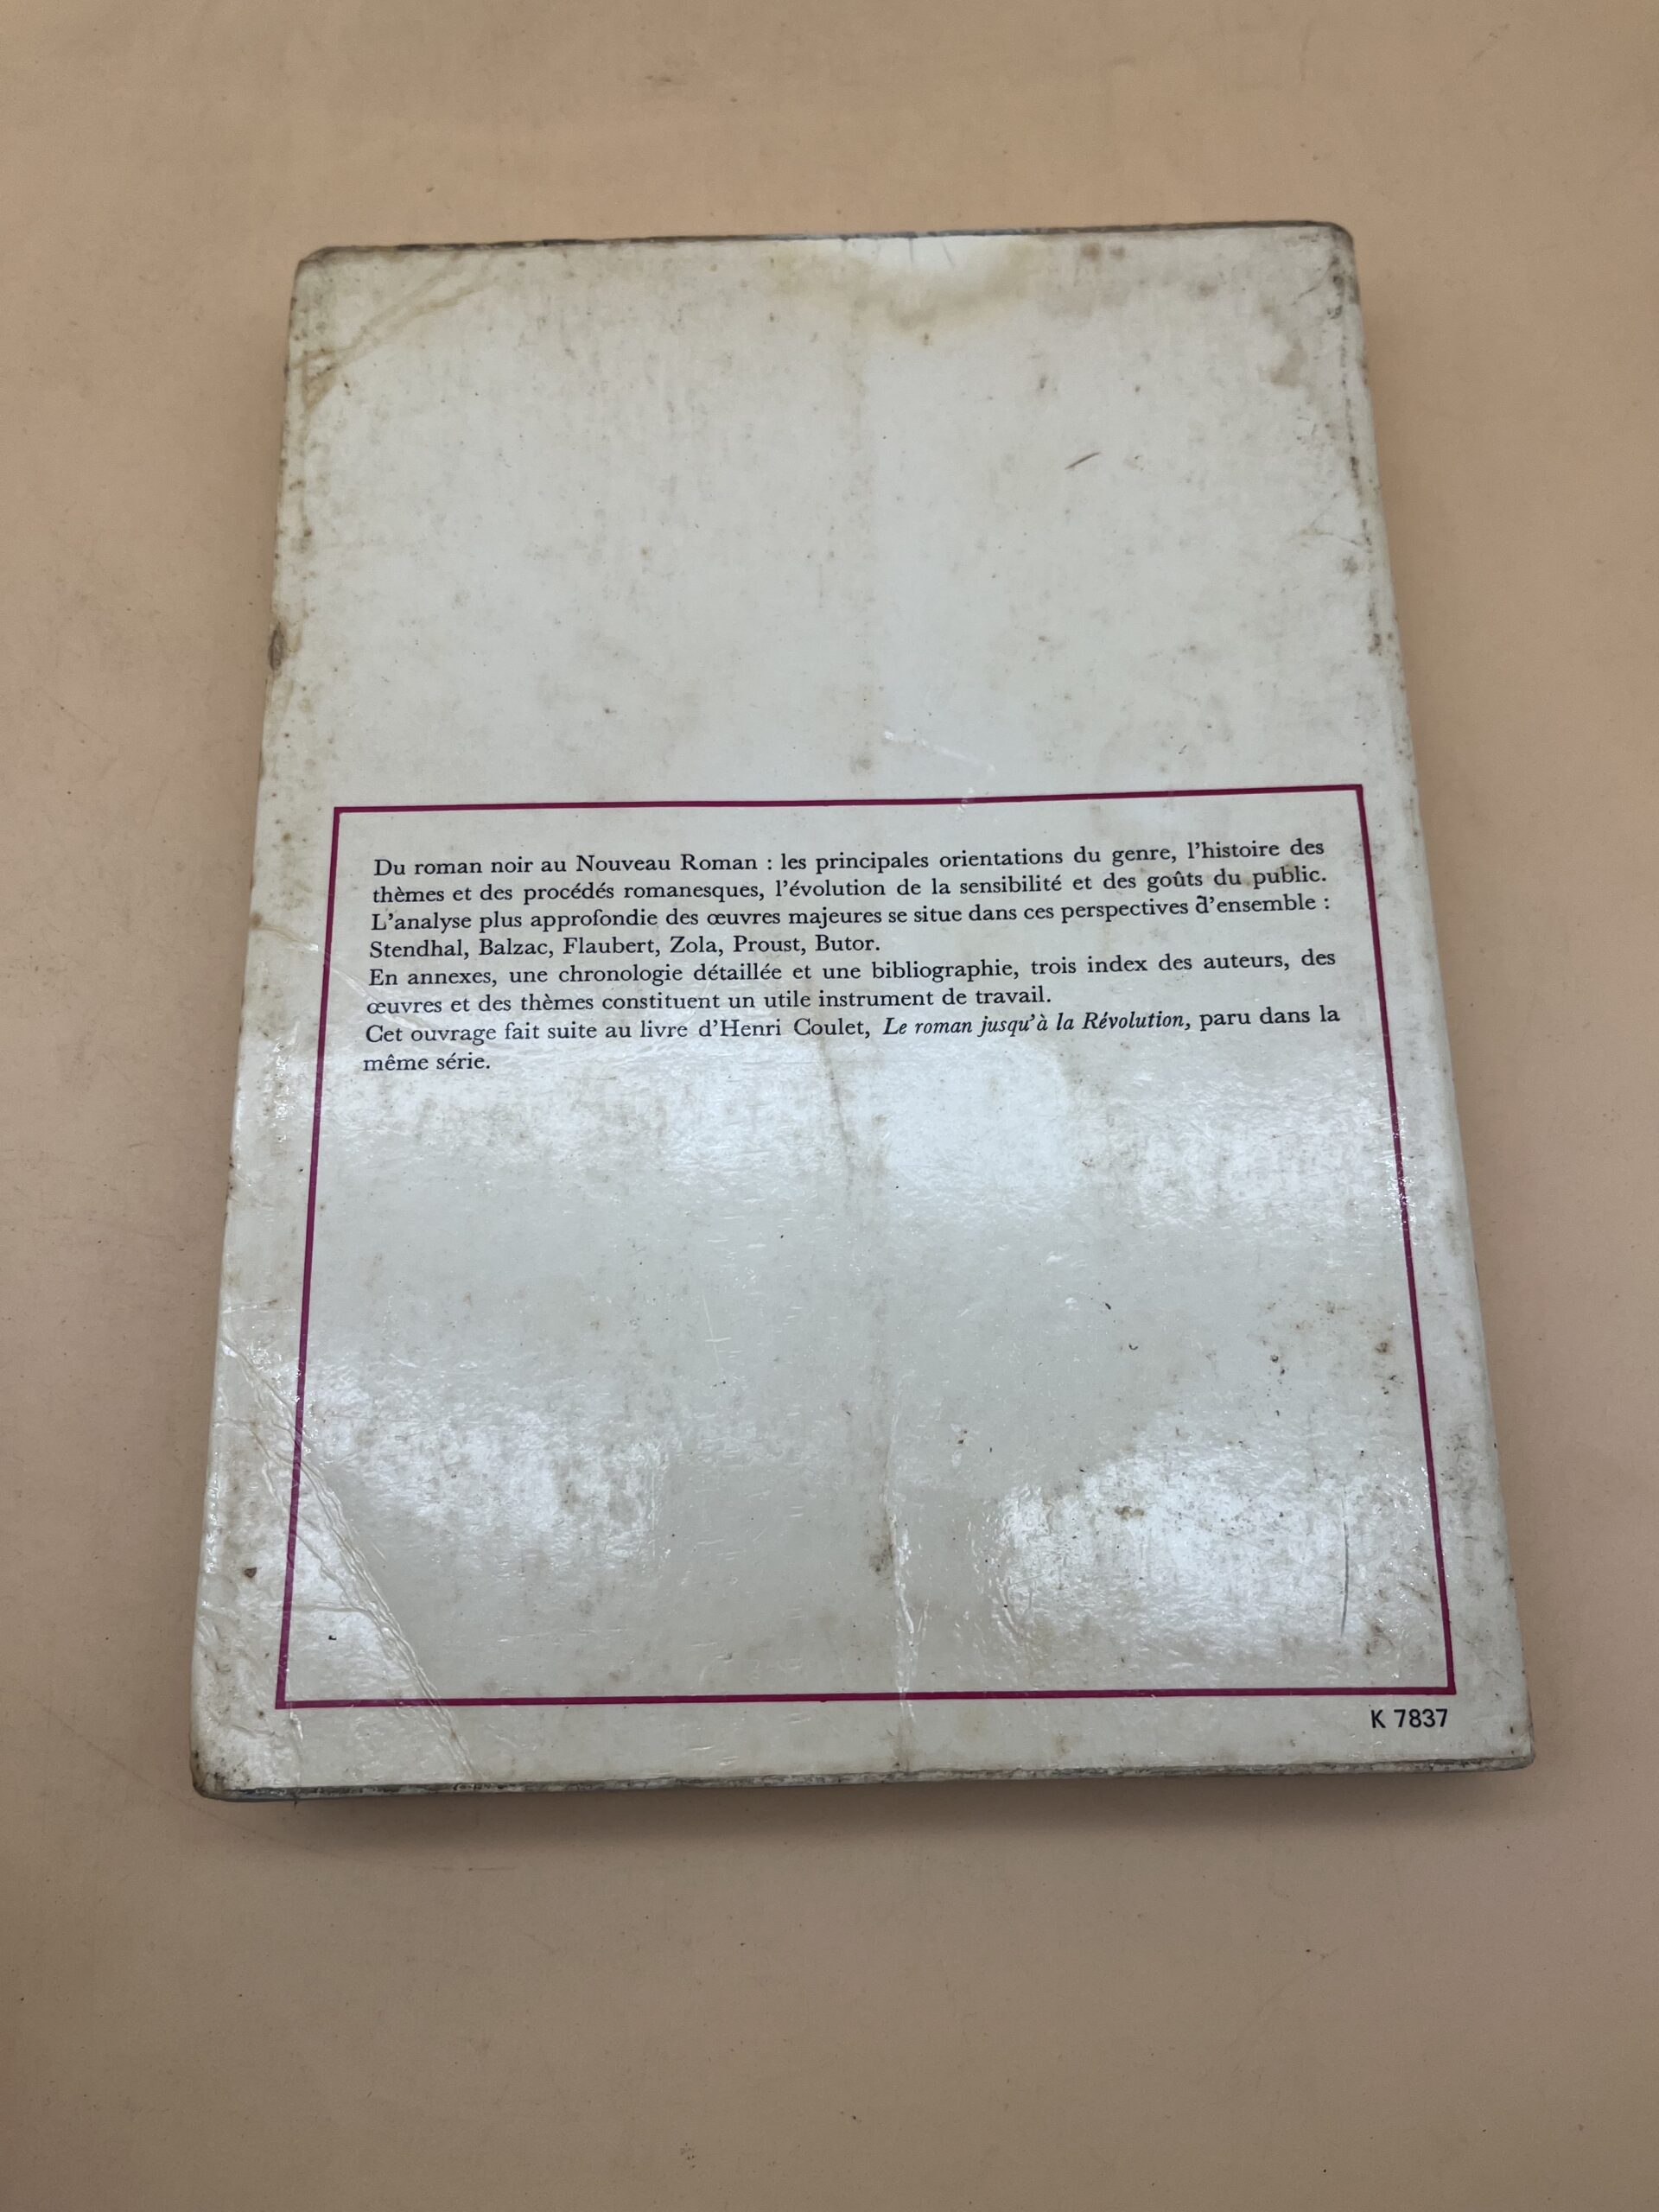 Du roman noir au Nouveau Roman : les principales orientations du genre, l'histoire des
thèmes et des procédés romanesques, l'évolution de la sensibilité et des goûts du public.
L'analyse plus approfondie des œuvres majeures se situe dans ces perspectives d'ensemble :
Stendhal, Balzac, Flaubert, Zola, Proust, Butor.
En annexes, une chronologie détaillée et une bibliographie, trois index des auteurs, des
œuvres et des thèmes constituent un utile instrument de travail.
Cet ouvrage fait suite au livre d'Henri Coulet, Le roman jusqu'à la Révolution, paru dans la
même série.
K 7837